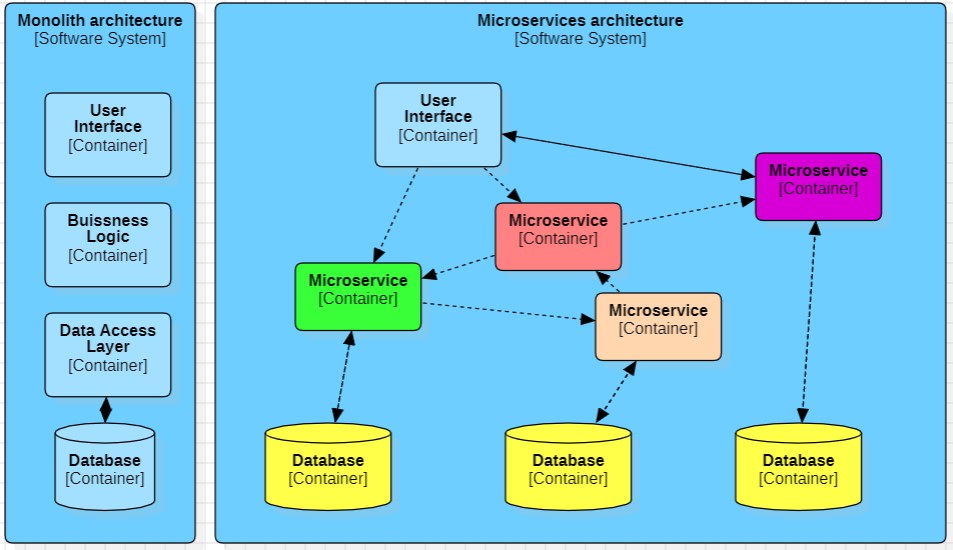 Monolith architecture
[Software System]
User
Interface
[Container]
Buissness
Logic
[Container]
Data Access
Layer
[Container]
Database
[Container]
Microservices architecture
[Software System]
User
Interface
[Container]
Microservice
[Container]
Microservice
[Container]
Microservice
[Container]
Microservice
[Container]
Database
[Container]
Database
[Container]
Database
[Container]